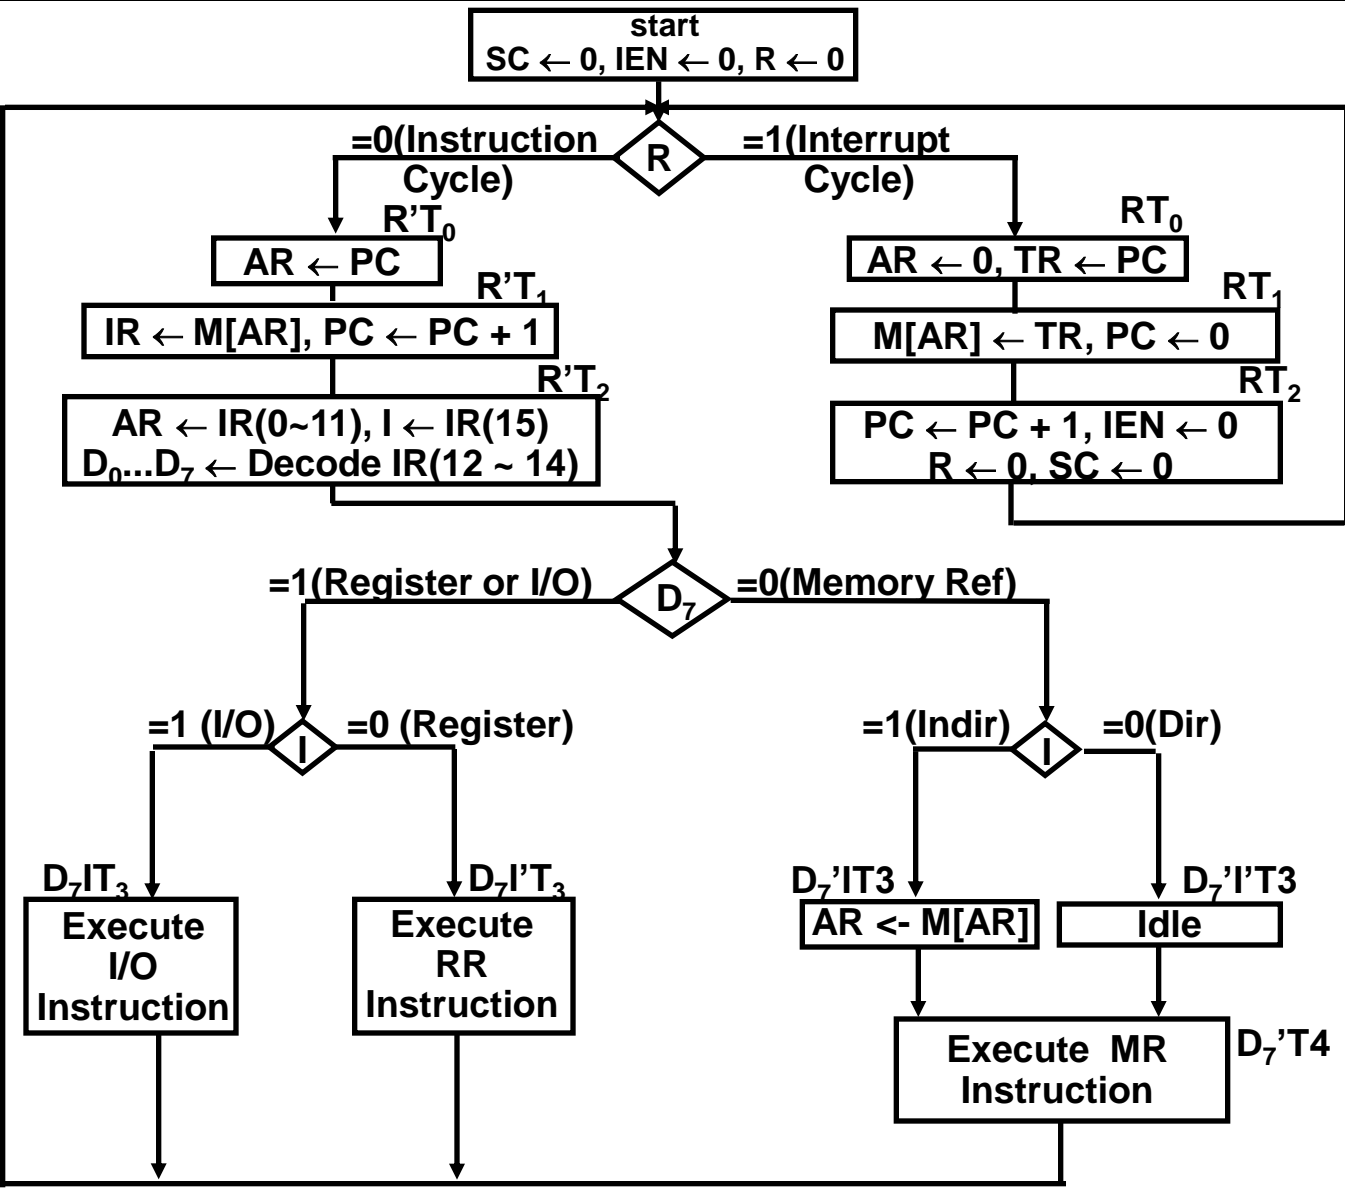 start
SC ← 0, IEN ← 0, R ← 0
=0(Instruction
Cycle)
R
=1(Interrupt
Cycle)
R’T₀
AR ← PC
R’T₁
IR ← M[AR], PC ← PC + 1
R’T₂
AR ← IR(0~11), I ← IR(15)
D₀...D₇ ← Decode IR(12 ~ 14)
RT₀
AR ← 0, TR ← PC
RT₁
M[AR] ← TR, PC ← 0
RT₂
PC ← PC + 1, IEN ← 0
R ← 0, SC ← 0
=1(Register or I/O)
D₇
=0(Memory Ref)
=1 (I/O)
I
=0 (Register)
=1(Indir)
I
=0(Dir)
D₇IT₃
Execute
I/O
Instruction
D₇I’T₃
Execute
RR
Instruction
D₇’IT3
AR <- M[AR]
D₇’I’T3
Idle
Execute MR
Instruction
D₇’T4